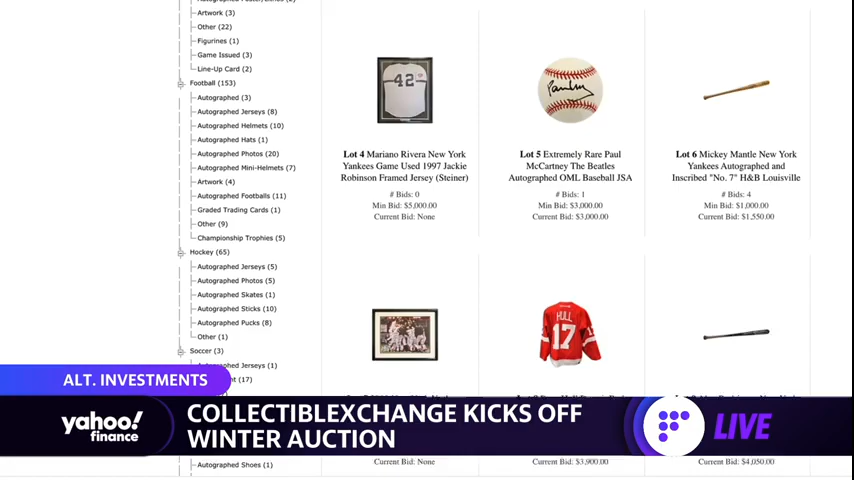 Artwork (3)
Other (22)
Figurines (1)
Game Issued (3)
Line-Up Card (2)
Football (153)
Autographed (3)
Autographed Jerseys (8)
Autographed Helmets (10)
Autographed Hats (1)
Autographed Photos (20)
Autographed Mini-Helmets (7)
Artwork (4)
Autographed Footballs (11)
Graded Trading Cards (1)
Other (9)
Championship Trophies (5)
Hockey (65)
Autographed Jerseys (5)
Autographed Photos (5)
Autographed Skates (1)
Autographed Sticks (10)
Autographed Pucks (8)
Other (1)
Soccer (3)
Autographed Jerseys (1)
(17)
Autographed Shoes (1)
42
Lot 4 Mariano Rivera New York
Yankees Game Used 1997 Jackie
Robinson Framed Jersey (Steiner)
# Bids: 0
Min Bid: $5,000.00
Current Bid: None
Lot 5 Extremely Rare Paul
McCartney The Beatles
Autographed OML Baseball JSA
# Bids: 1
Min Bid: $3,000.00
Current Bid: $3,000.00
Lot 6 Mickey Mantle New York
Yankees Autographed and
Inscribed "No. 7" H&B Louisville
# Bids: 4
Min Bid: $1,000.00
Current Bid: $1,550.00
HULL
17
Current Bid: None
Current Bid: $3,900.00
Current Bid: $4,050.00
ALT. INVESTMENTS
yahoo!
finance
COLLECTIBLEXCHANGE KICKS OFF
WINTER AUCTION
LIVE